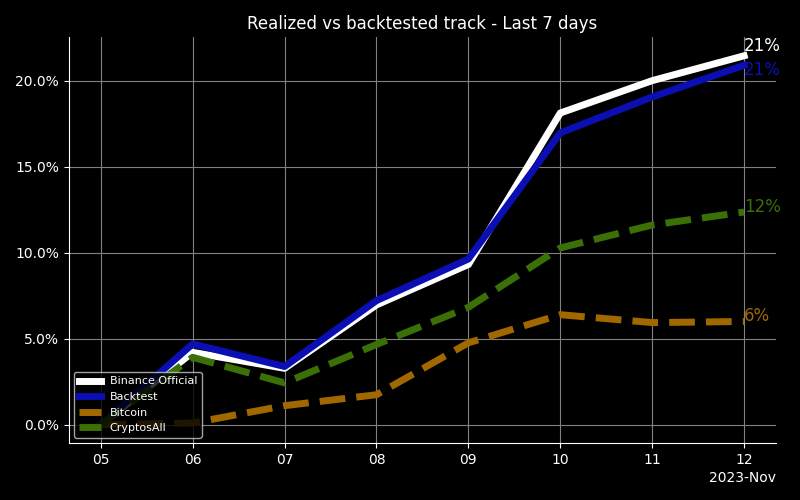 Realized vs backtested track - Last 7 days
21%
21%
20.0%
15.0%
12%
10.0%
6%
5.0%
Binance Official
Backtest
Bitcoin
CryptosAll
0.0%
05 06 07 08 09 10 11 12
2023-Nov